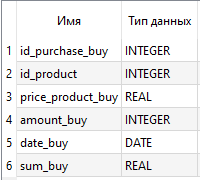 Имя Тип данных
1 id_purchase_buy INTEGER
2 id_product INTEGER
3 price_product_buy REAL
4 amount_buy INTEGER
5 date_buy DATE
6 sum_buy REAL